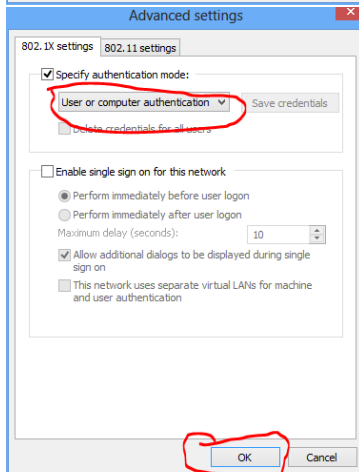 Advanced settings
802.1X settings
802.11 settings
Specify authentication mode:
User or computer authentication
Save credentials
Delete credentials for all users
Enable single sign on for this network
Perform immediately before user logon
Perform immediately after user logon
Maximum delay (seconds):
10
Allow additional dialogs to be displayed during single
sign on
This network uses separate virtual LANs for machine
and user authentication
OK
Cancel